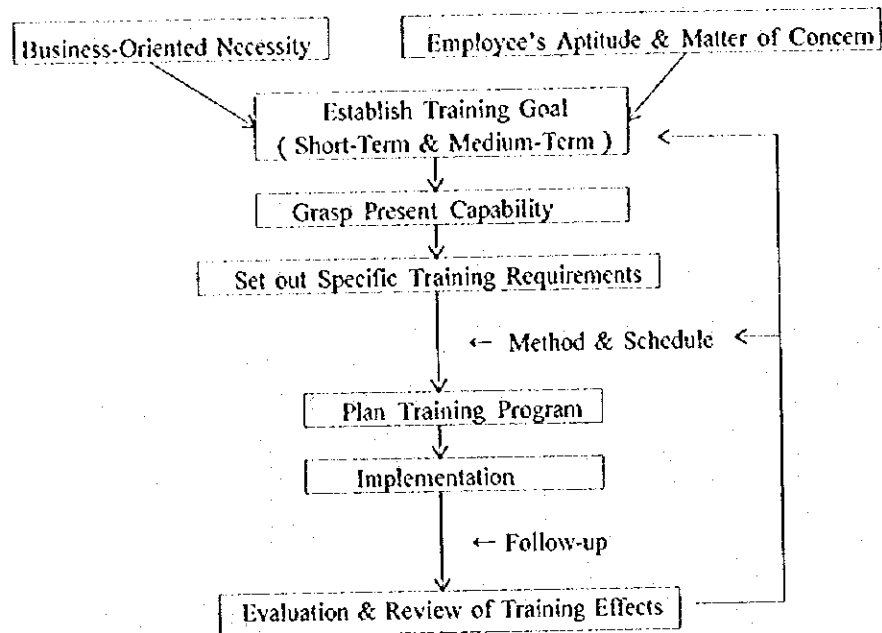 Business-Oriented Necessity
Employee's Aptitude & Matter of Concern
Establish Training Goal
( Short-Term & Medium-Term )
Grasp Present Capability
Set out Specific Training Requirements
← Method & Schedule
Plan Training Program
Implementation
← Follow-up
Evaluation & Review of Training Effects